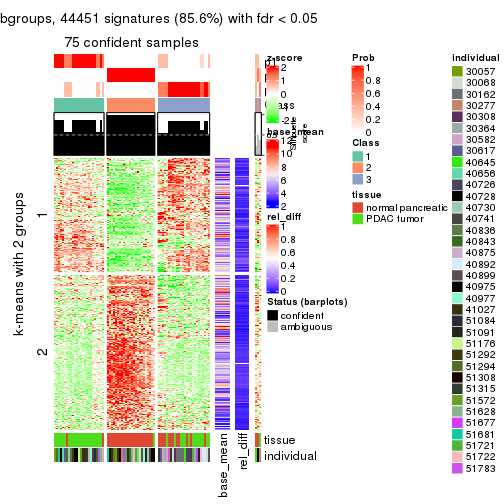 bgroups, 44451 signatures (85.6%) with fdr < 0.05
75 confident samples
k-means with 2 groups
1
2
p1
z-score
2
1
0
-1
-2
Class
Silhouette
score
base_mean
12
10
8
6
4
2
rel_diff
1
0.8
0.6
0.4
0.2
0
Status (barplots)
confident
ambiguous
tissue
individual
base_mean
rel_diff
Prob
1
0.8
0.6
0.4
0.2
0
Class
1
2
3
tissue
normal pancreatic
PDAC tumor
individual
30057
30068
30162
30277
30308
30364
30582
30617
40645
40656
40726
40728
40730
40741
40836
40843
40875
40892
40899
40975
40977
41027
51084
51091
51176
51292
51294
51308
51315
51572
51628
51677
51681
51721
51722
51783